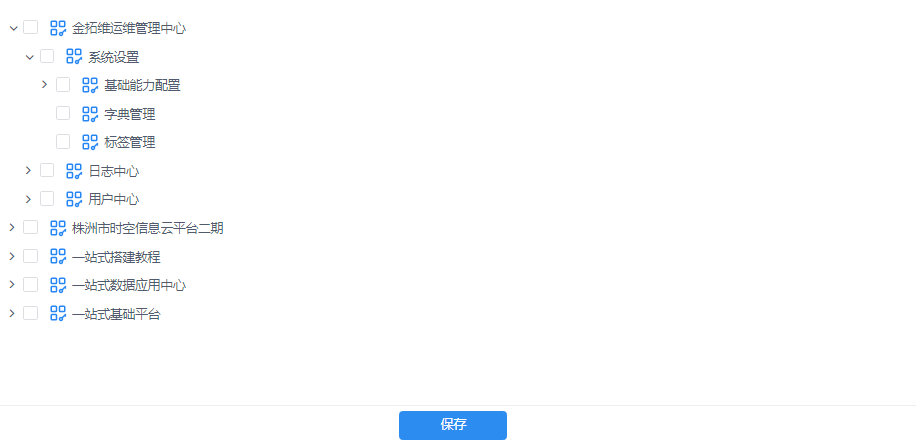 金拓维运维管理中心
系统设置
基础能力配置
字典管理
标签管理
日志中心
用户中心
株洲市时空信息云平台二期
一站式搭建教程
一站式数据应用中心
一站式基础平台
保存